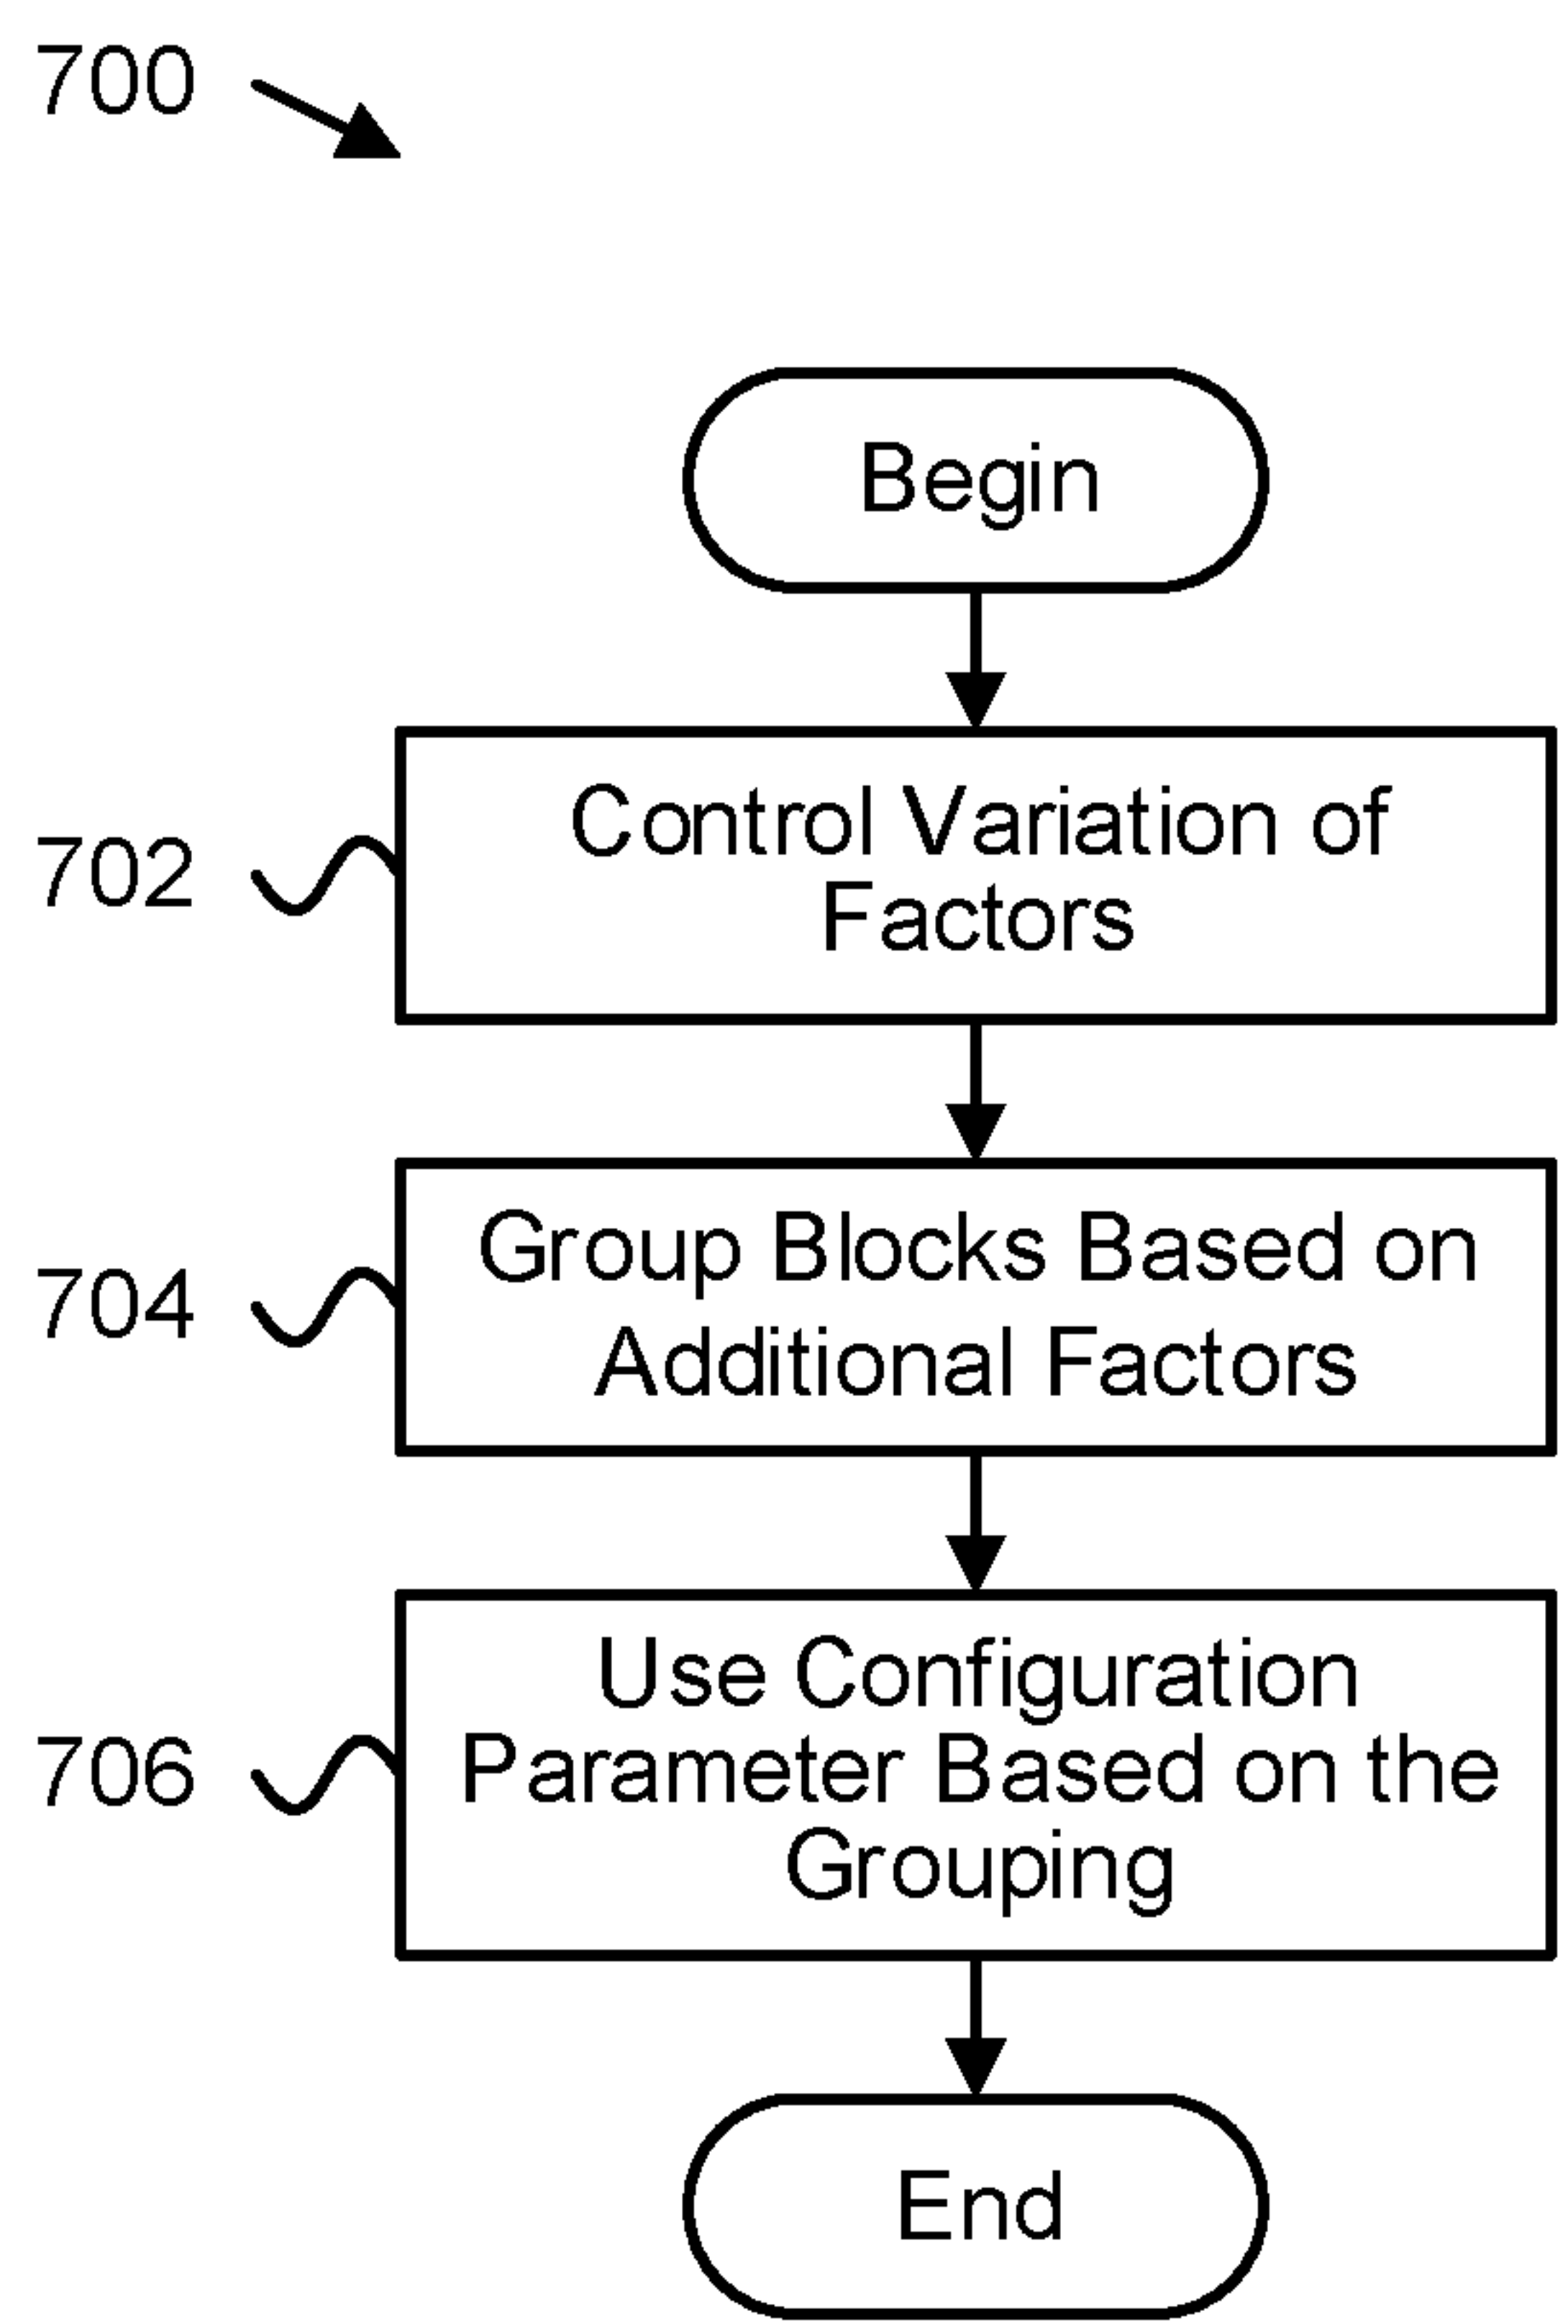 700
Begin
702
Control Variation of
Factors
704
Group Blocks Based on
Additional Factors
706
Use Configuration
Parameter Based on the
Grouping
End